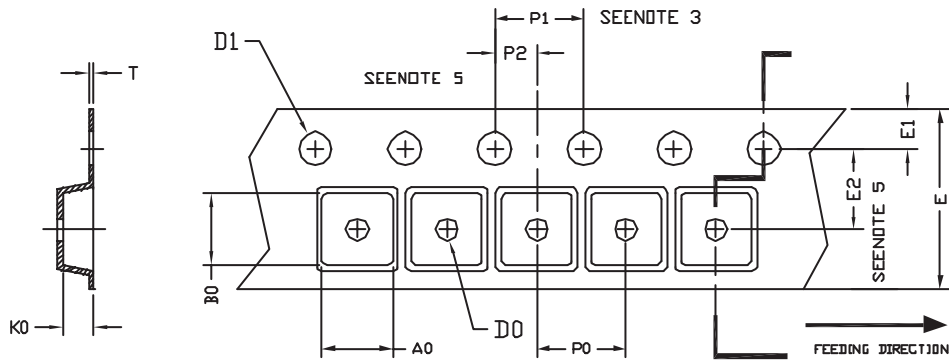 P1
SEENOTE 3
D1
P2
T
SEENOTE 5
E1
E2
E
SEENOTE 5
B0
K0
A0
D0
P0
FEEDING DIRECTION